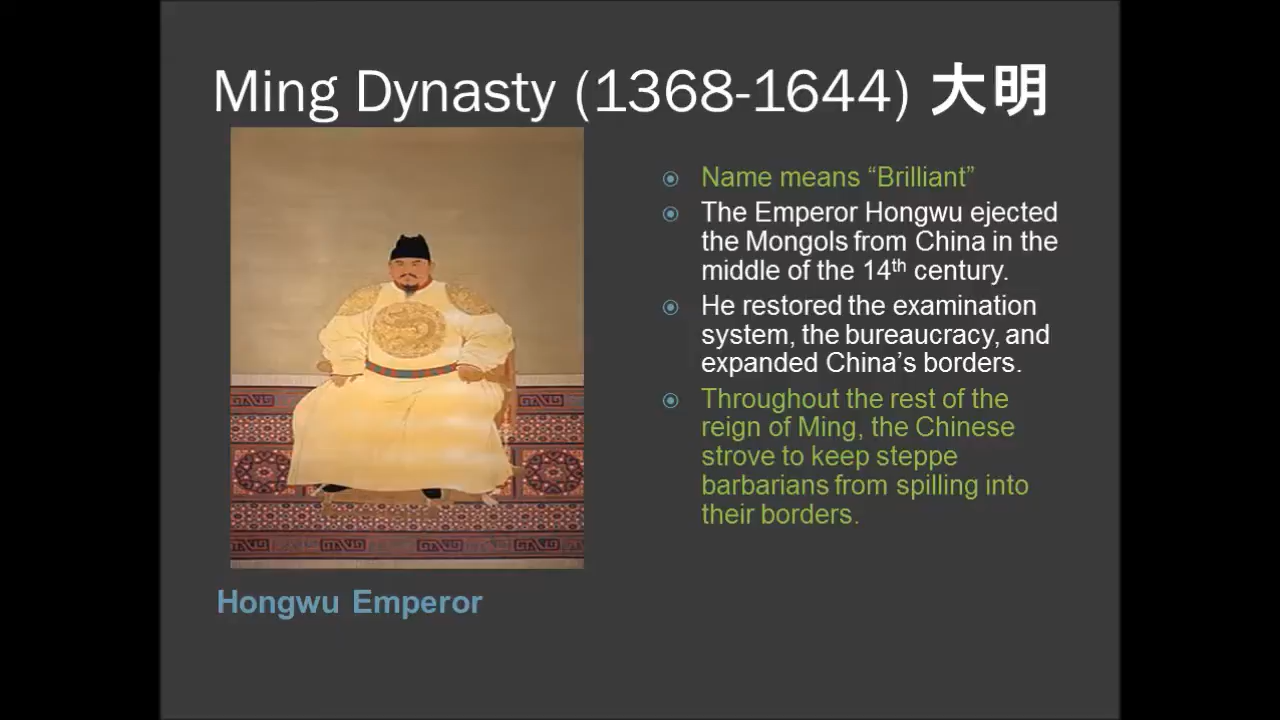 Ming Dynasty (1368-1644) 大明
Name means “Brilliant”
The Emperor Hongwu ejected
the Mongols from China in the
middle of the 14th century.
He restored the examination
system, the bureaucracy, and
expanded China’s borders.
Throughout the rest of the
reign of Ming, the Chinese
strove to keep steppe
barbarians from spilling into
their borders.
Hongwu Emperor